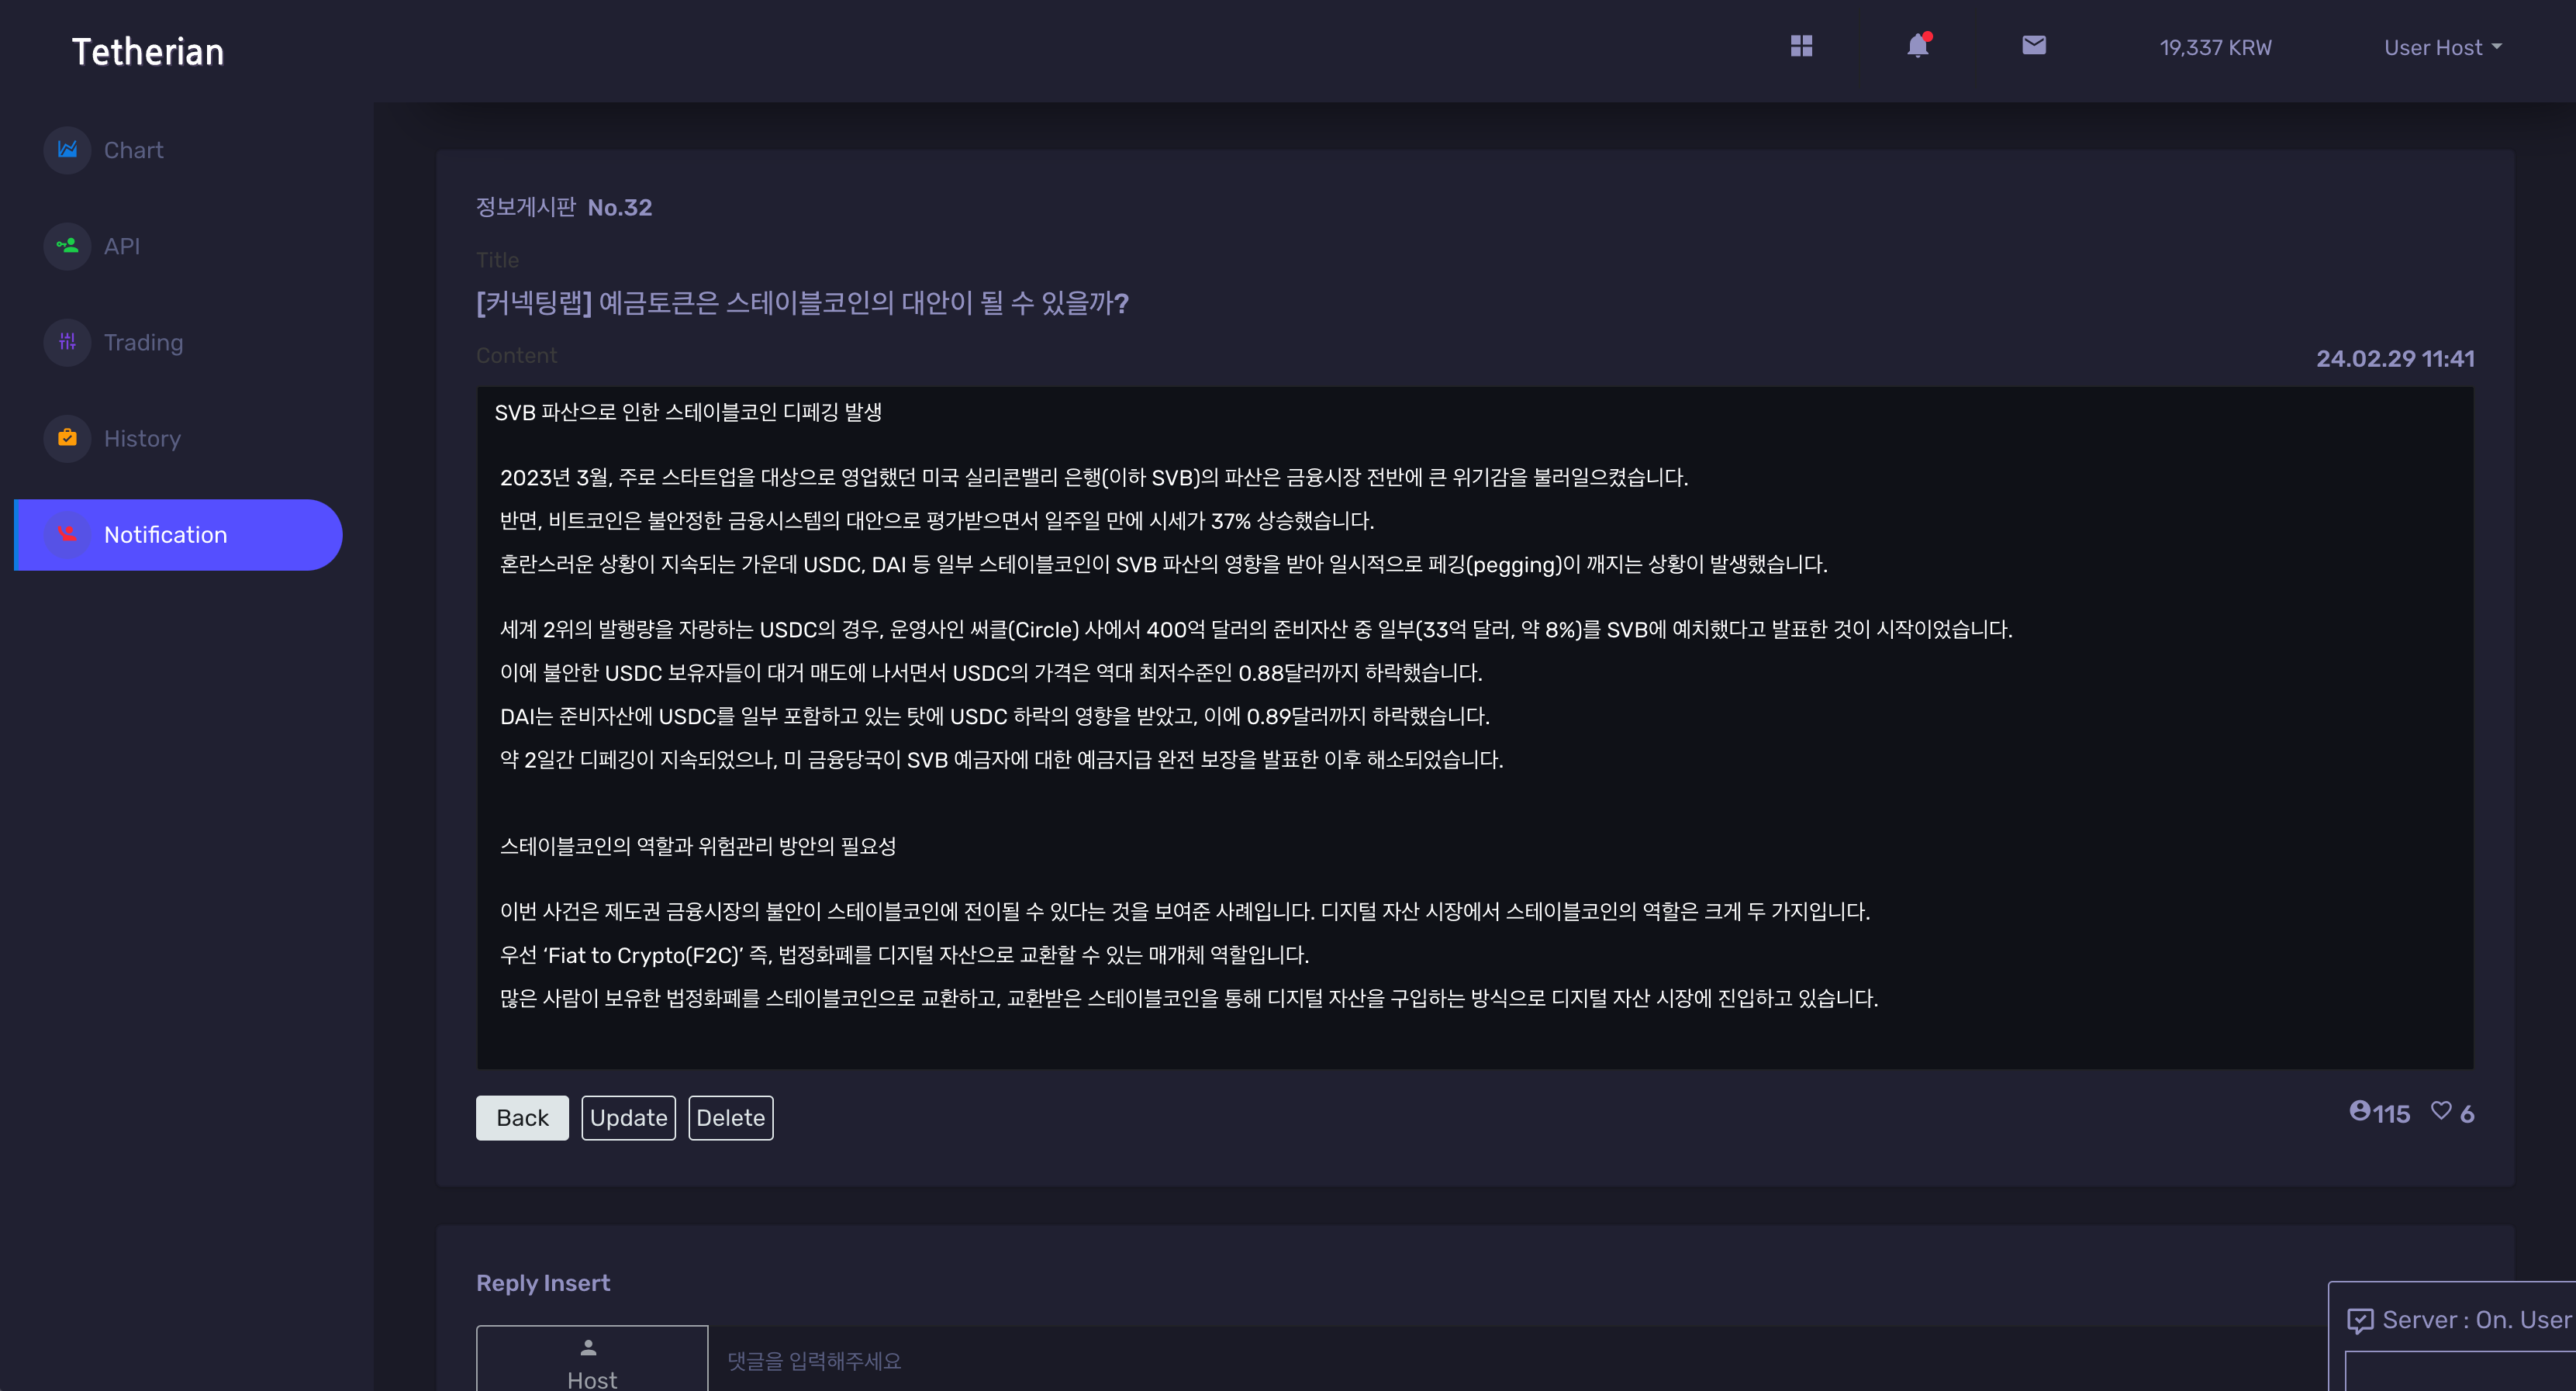 Tetherian
19,337 KRW
User Host
Chart
API
Trading
History
Notification
정보게시판 No.32
Title
[커넥팅랩] 예금토큰은 스테이블코인의 대안이 될 수 있을까?
Content
24.02.29 11:41
SVB 파산으로 인한 스테이블코인 디페깅 발생
2023년 3월, 주로 스타트업을 대상으로 영업했던 미국 실리콘밸리 은행(이하 SVB)의 파산은 금융시장 전반에 큰 위기감을 불러일으켰습니다.
반면, 비트코인은 불안정한 금융시스템의 대안으로 평가받으면서 일주일 만에 시세가 37% 상승했습니다.
혼란스러운 상황이 지속되는 가운데 USDC, DAI 등 일부 스테이블코인이 SVB 파산의 영향을 받아 일시적으로 페깅(pegging)이 깨지는 상황이 발생했습니다.
세계 2위의 발행량을 자랑하는 USDC의 경우, 운영사인 써클(Circle) 사에서 400억 달러의 준비자산 중 일부(33억 달러, 약 8%)를 SVB에 예치했다고 발표한 것이 시작이었습니다.
이에 불안한 USDC 보유자들이 대거 매도에 나서면서 USDC의 가격은 역대 최저수준인 0.88달러까지 하락했습니다.
DAI는 준비자산에 USDC를 일부 포함하고 있는 탓에 USDC 하락의 영향을 받았고, 이에 0.89달러까지 하락했습니다.
약 2일간 디페깅이 지속되었으나, 미 금융당국이 SVB 예금자에 대한 예금지급 완전 보장을 발표한 이후 해소되었습니다.
스테이블코인의 역할과 위험관리 방안의 필요성
이번 사건은 제도권 금융시장의 불안이 스테이블코인에 전이될 수 있다는 것을 보여준 사례입니다. 디지털 자산 시장에서 스테이블코인의 역할은 크게 두 가지입니다.
우선 ‘Fiat to Crypto(F2C)’ 즉, 법정화폐를 디지털 자산으로 교환할 수 있는 매개체 역할입니다.
많은 사람이 보유한 법정화폐를 스테이블코인으로 교환하고, 교환받은 스테이블코인을 통해 디지털 자산을 구입하는 방식으로 디지털 자산 시장에 진입하고 있습니다.
Back
Update
Delete
115
6
Reply Insert
Host
댓글을 입력해주세요
Server : On. User